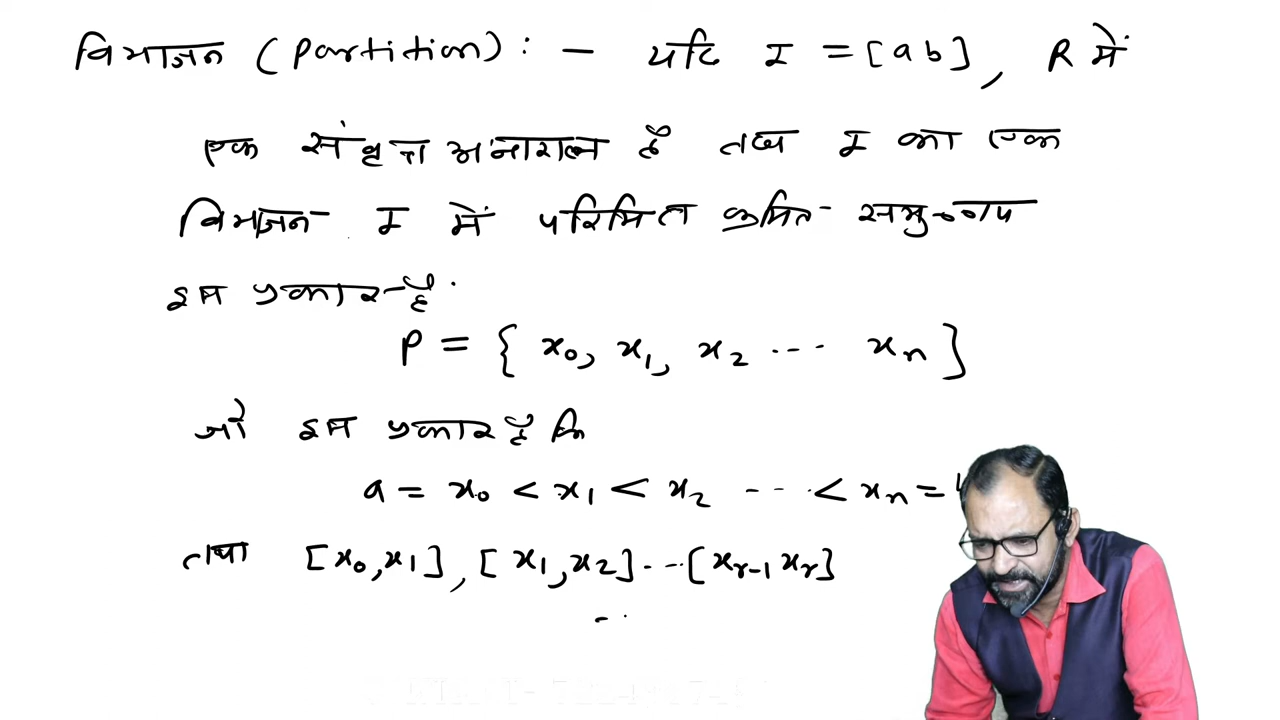 विभाजन (Partition) : - यदि I = [a b], R में
एक संवृत्त अन्तराल है तथा I का एक
विभाजन I में परिमित क्रमित समुच्चय
इस प्रकार है
P = { x₀, x₁, x₂ --- xₙ }
जो इस प्रकार है कि
a = x₀ < x₁ < x₂ --- < xₙ =
तथा [x₀, x₁], [x₁, x₂] --- [xᵣ₋₁ xᵣ]